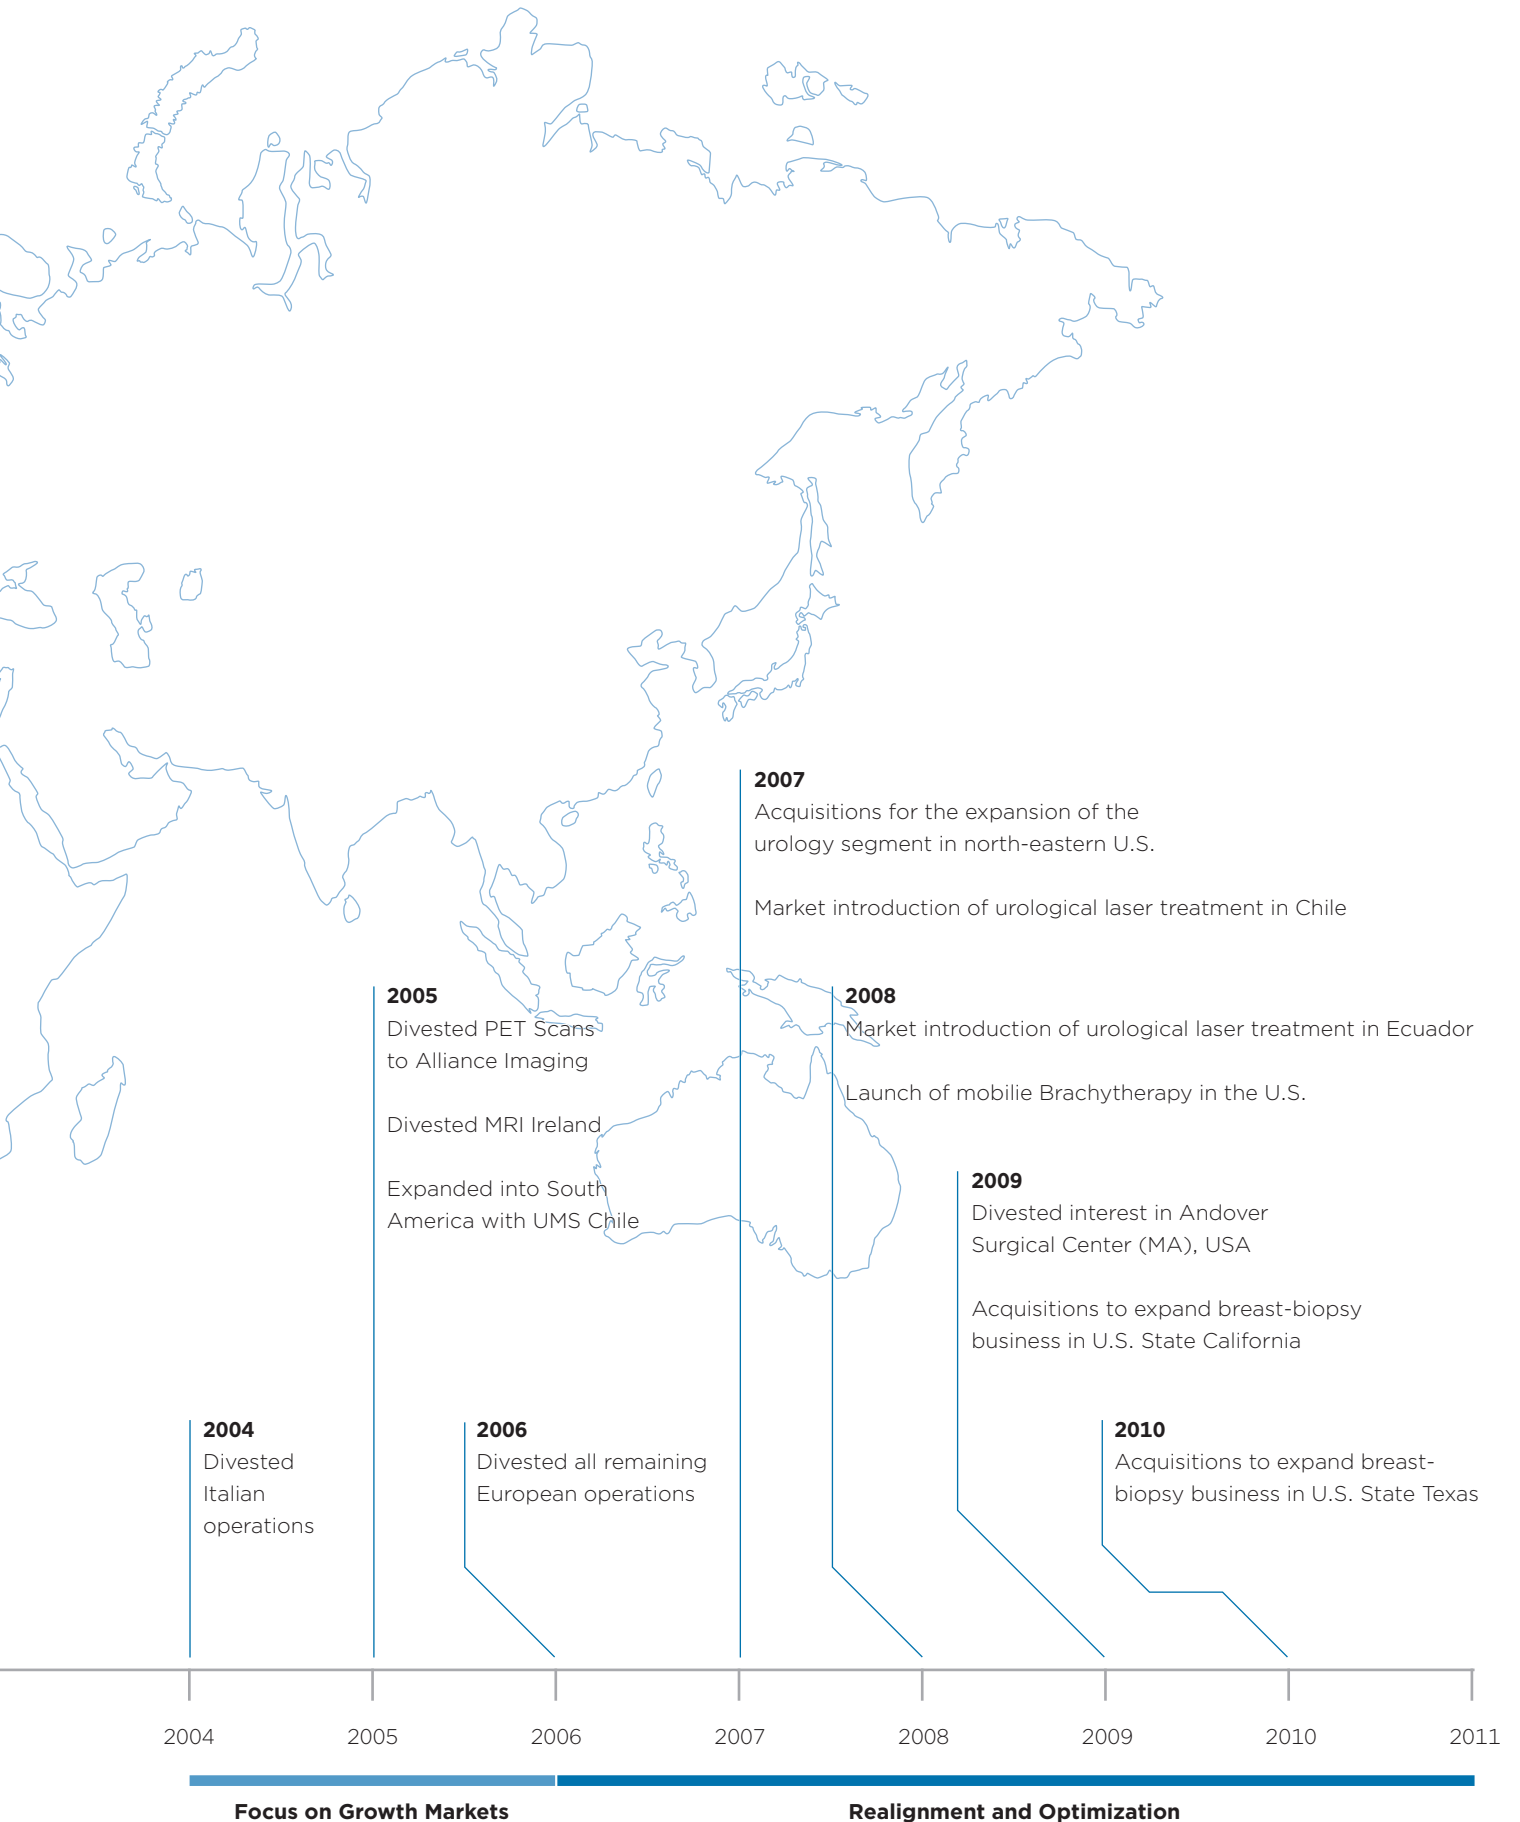 2007
Acquisitions for the expansion of the
urology segment in north-eastern U.S.
Market introduction of urological laser treatment in Chile
2005
Divested PET Scans
to Alliance Imaging
Divested MRI Ireland
Expanded into South
America with UMS Chile
2008
Market introduction of urological laser treatment in Ecuador
Launch of mobilie Brachytherapy in the U.S.
2009
Divested interest in Andover
Surgical Center (MA), USA
Acquisitions to expand breast-biopsy
business in U.S. State California
2004
Divested
Italian
operations
2006
Divested all remaining
European operations
2010
Acquisitions to expand breast-
biopsy business in U.S. State Texas
2004 2005 2006 2007 2008 2009 2010 2011
Focus on Growth Markets Realignment and Optimization